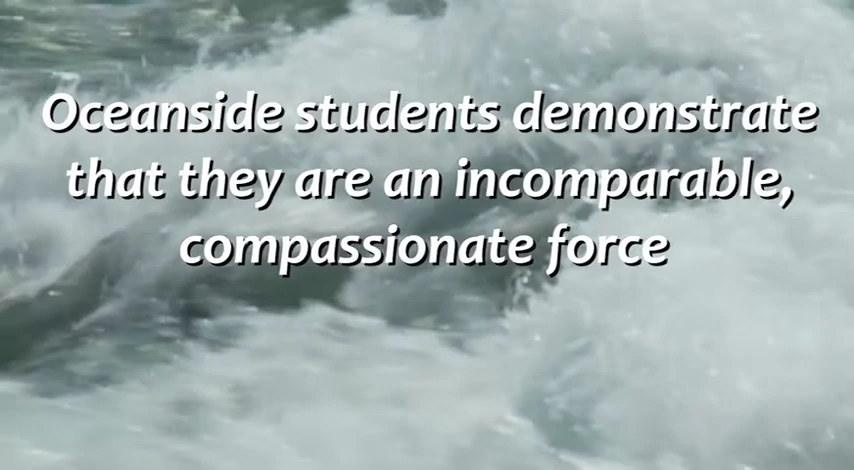 Oceanside students demonstrate
that they are an incomparable,
compassionate force